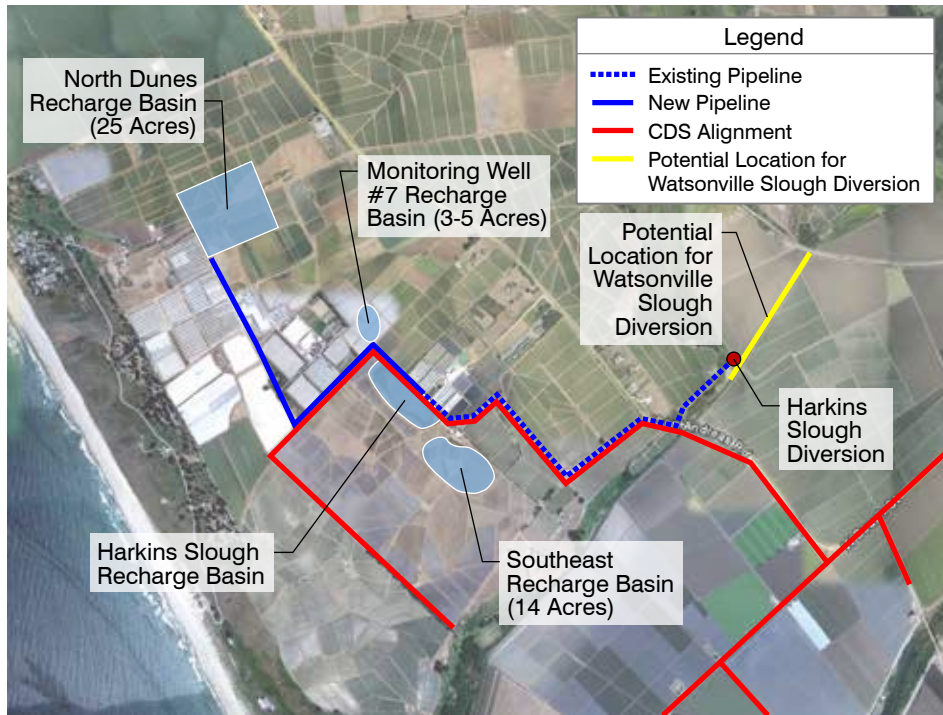 Legend
Existing Pipeline
New Pipeline
CDS Alignment
Potential Location for
Watsonville Slough Diversion
North Dunes
Recharge Basin
(25 Acres)
Monitoring Well
#7 Recharge
Basin (3-5 Acres)
Potential
Location for
Watsonville
Slough
Diversion
Harkins
Slough
Diversion
Harkins Slough
Recharge Basin
Southeast
Recharge Basin
(14 Acres)